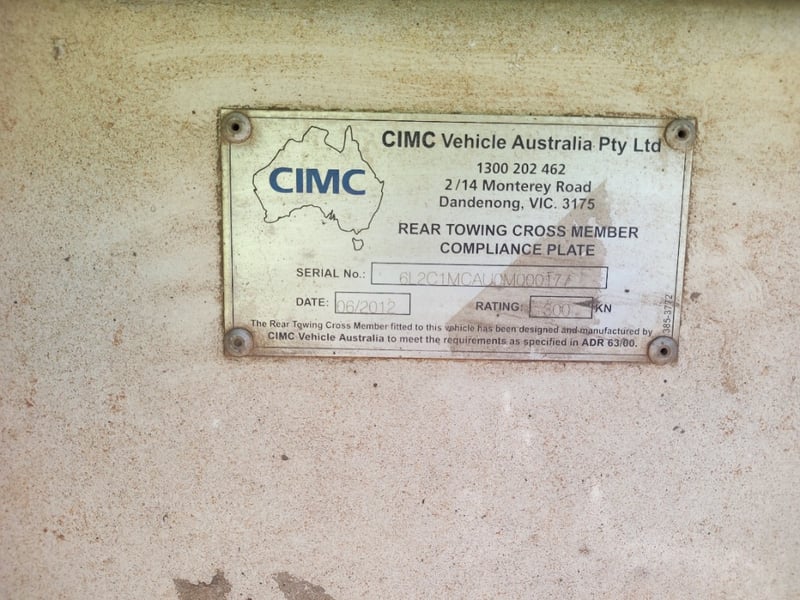 CIMC
CIMC Vehicle Australia Pty Ltd
1300 202 462
2/14 Monterey Road
Dandenong, VIC. 3175
REAR TOWING CROSS MEMBER
COMPLIANCE PLATE
SERIAL No.:
DATE: 06/2012 RATING: 300 KN
385-3772
The Rear Towing Cross Member fitted to this vehicle has been designed and manufactured by
CIMC Vehicle Australia to meet the requirements as specified in ADR 63/00.